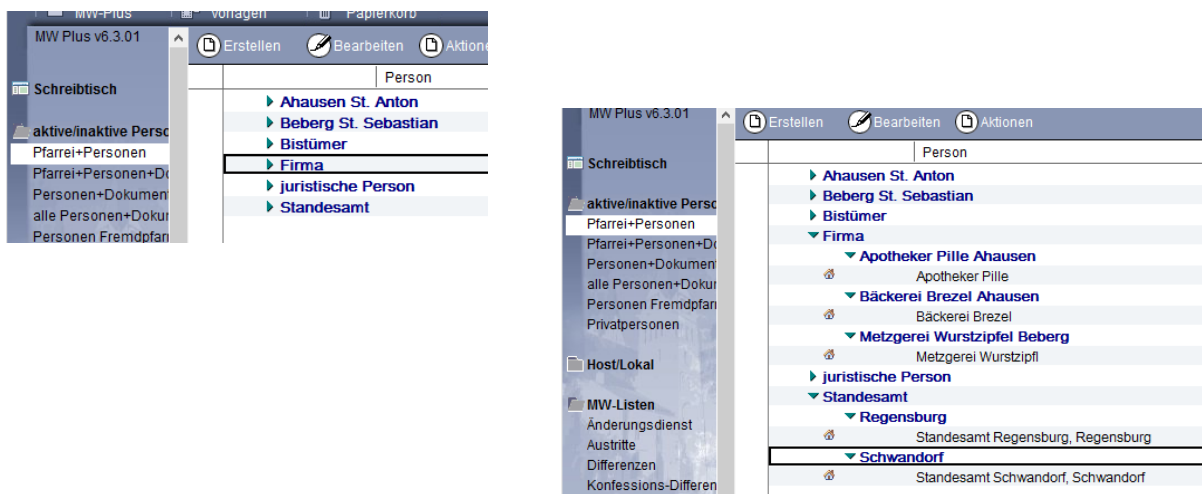 MW-Plus Vorlagen Papierkorb
MW Plus v6.3.01
Erstellen Bearbeiten Aktione
Person
Schreibtisch
aktive/inaktive Persc
Pfarrei+Personen
Pfarrei+Personen+Do
Personen+Dokument
alle Personen+Dokur
Personen Fremdpfarr
Ahausen St. Anton
Beberg St. Sebastian
Bistümer
Firma
juristische Person
Standesamt
MW Plus v6.3.01
Erstellen Bearbeiten Aktionen
Person
Schreibtisch
aktive/inaktive Persc
Pfarrei+Personen
Pfarrei+Personen+Do
Personen+Dokument
alle Personen+Dokur
Personen Fremdpfarr
Privatpersonen
Host/Lokal
MW-Listen
Änderungsdienst
Austritte
Differenzen
Konfessions-Differen
Ahausen St. Anton
Beberg St. Sebastian
Bistümer
Firma
Apotheker Pille Ahausen
Apotheker Pille
Bäckerei Brezel Ahausen
Bäckerei Brezel
Metzgerei Wurstzipfel Beberg
Metzgerei Wurstzipfl
juristische Person
Standesamt
Regensburg
Standesamt Regensburg, Regensburg
Schwandorf
Standesamt Schwandorf, Schwandorf